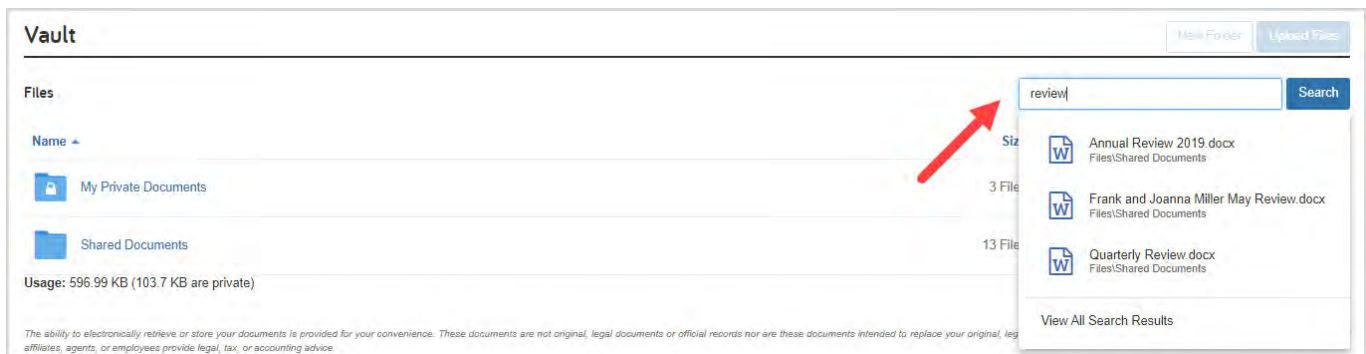 Vault
New Folder
Upload Files
Files
review
Search
Name
Siz
Annual Review 2019.docx
Files\Shared Documents
My Private Documents
3 File
Frank and Joanna Miller May Review.docx
Files\Shared Documents
Shared Documents
13 File
Quarterly Review.docx
Files\Shared Documents
Usage: 596.99 KB (103.7 KB are private)
View All Search Results
The ability to electronically retrieve or store your documents is provided for your convenience. These documents are not original, legal documents or official records nor are these documents intended to replace your original, leg
affiliates, agents, or employees provide legal, tax, or accounting advice.